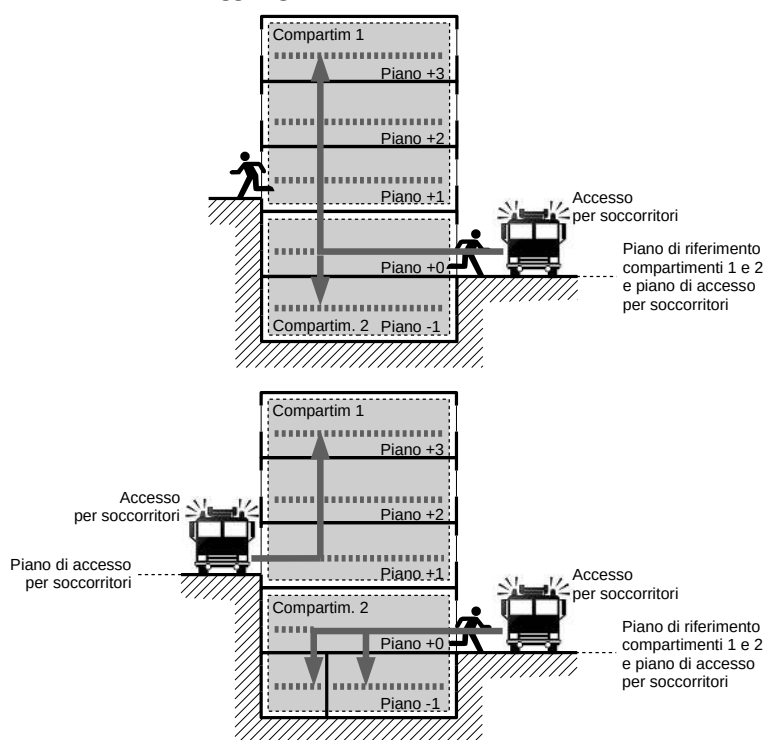 Compartim 1
Piano +3
Piano +2
Piano +1
Accesso
per soccorritori
Piano +0
Piano di riferimento
compartimenti 1 e 2
e piano di accesso
per soccorritori
Compartim. 2 Piano -1
Compartim 1
Piano +3
Accesso
per soccorritori
Piano +2
Piano di accesso
per soccorritori
Piano +1
Accesso
per soccorritori
Compartim. 2
Piano +0
Piano di riferimento
compartimenti 1 e 2
e piano di accesso
per soccorritori
Piano -1